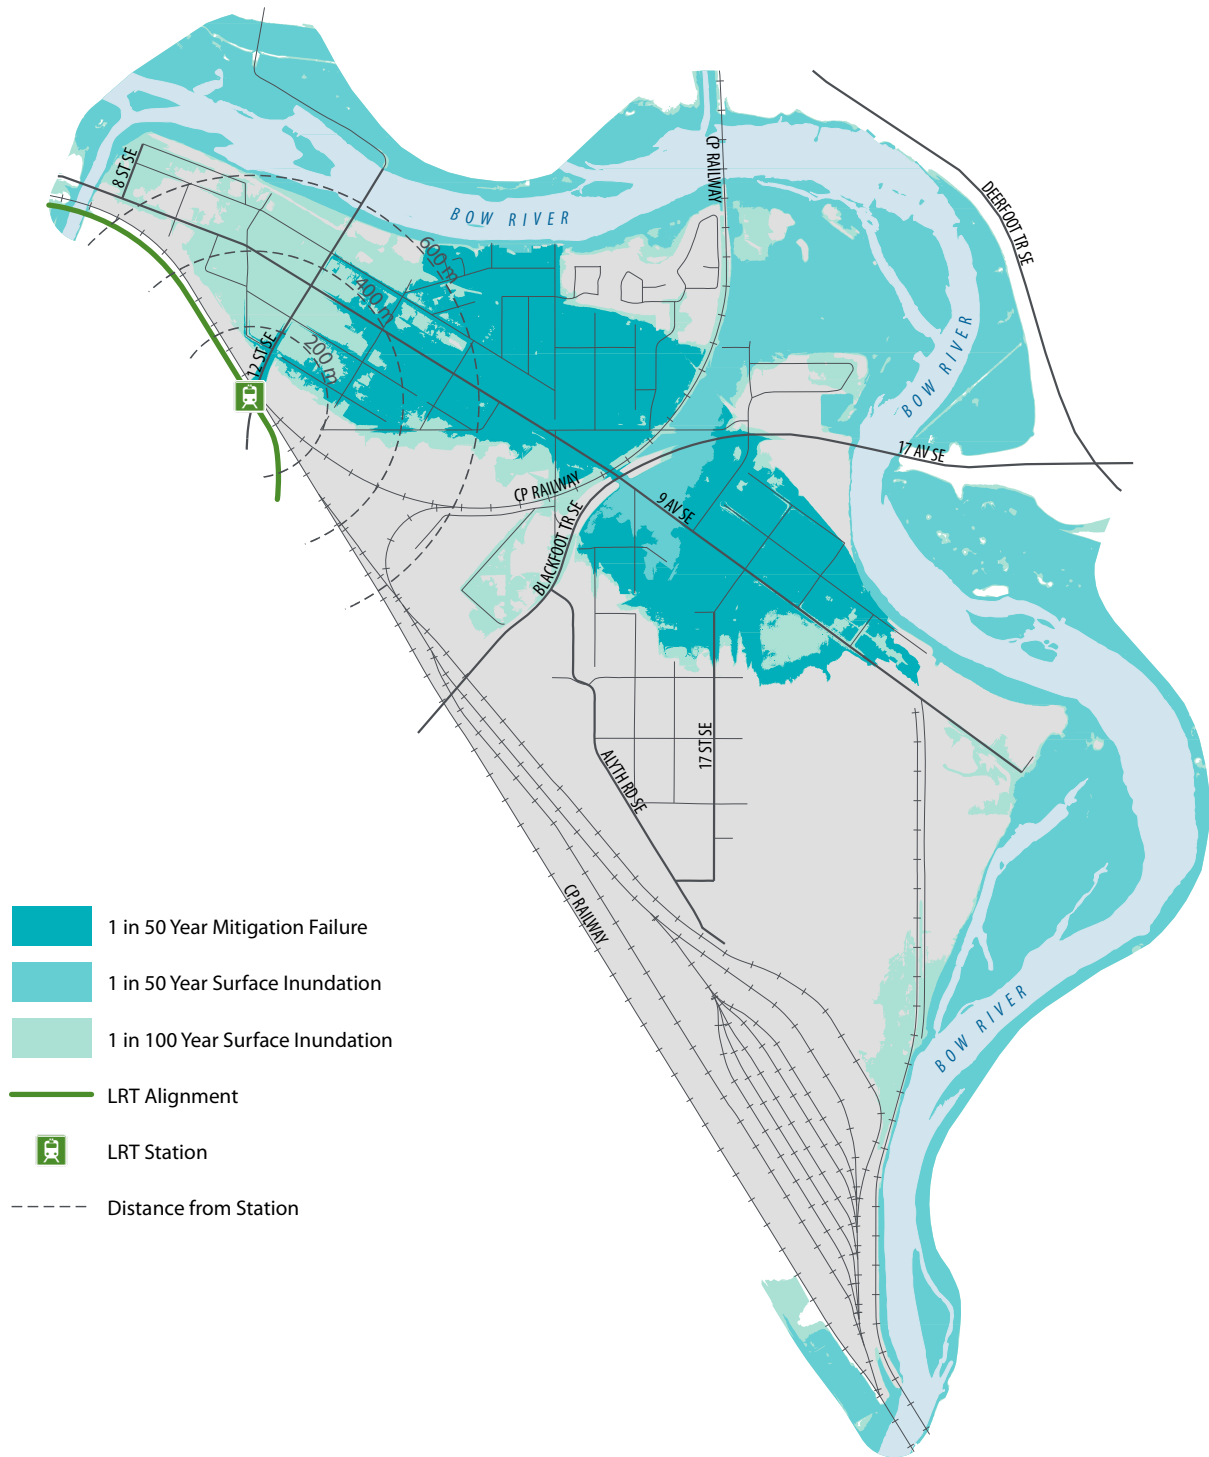 8 ST SE
CP RAILWAY
DEERFOOT TR SE
BOW RIVER
600 m
400 m
200 m
12 ST SE
BOW RIVER
17 AV SE
CP RAILWAY
9 AV SE
BLACKFOOT TR SE
17 ST SE
ALYTH RD SE
CP RAILWAY
BOW RIVER
1 in 50 Year Mitigation Failure
1 in 50 Year Surface Inundation
1 in 100 Year Surface Inundation
LRT Alignment
LRT Station
Distance from Station